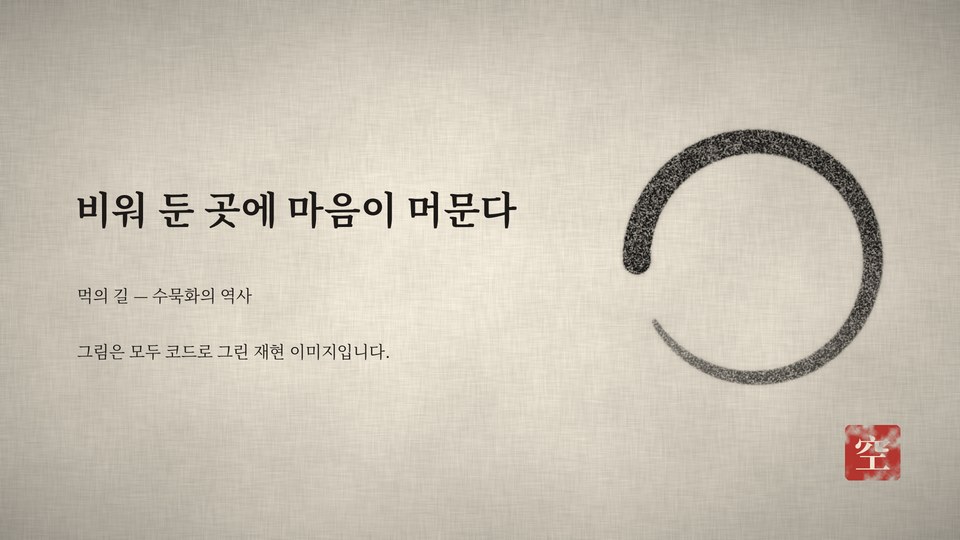 비워 둔 곳에 마음이 머문다
먹의 길 — 수묵화의 역사
그림은 모두 코드로 그린 재현 이미지입니다.
空